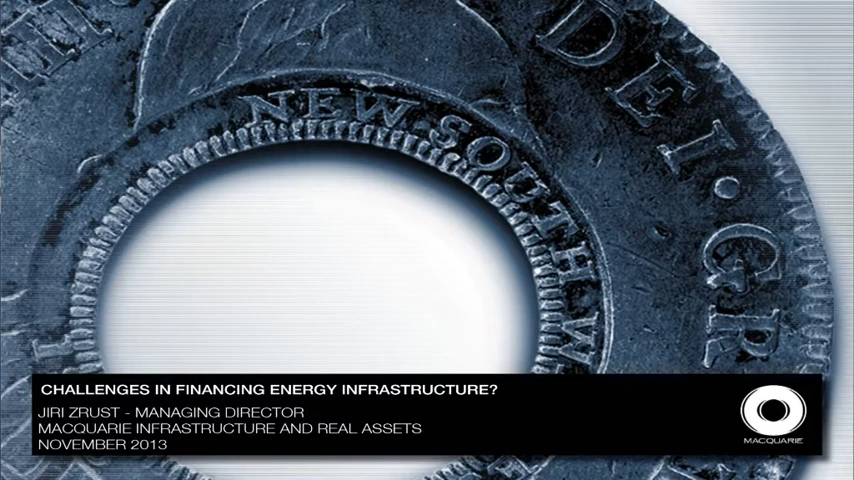 DEI·GR
NEW SOUTH W
CHALLENGES IN FINANCING ENERGY INFRASTRUCTURE?
JIRI ZRUST - MANAGING DIRECTOR
MACQUARIE INFRASTRUCTURE AND REAL ASSETS
NOVEMBER 2013
MACQUARIE